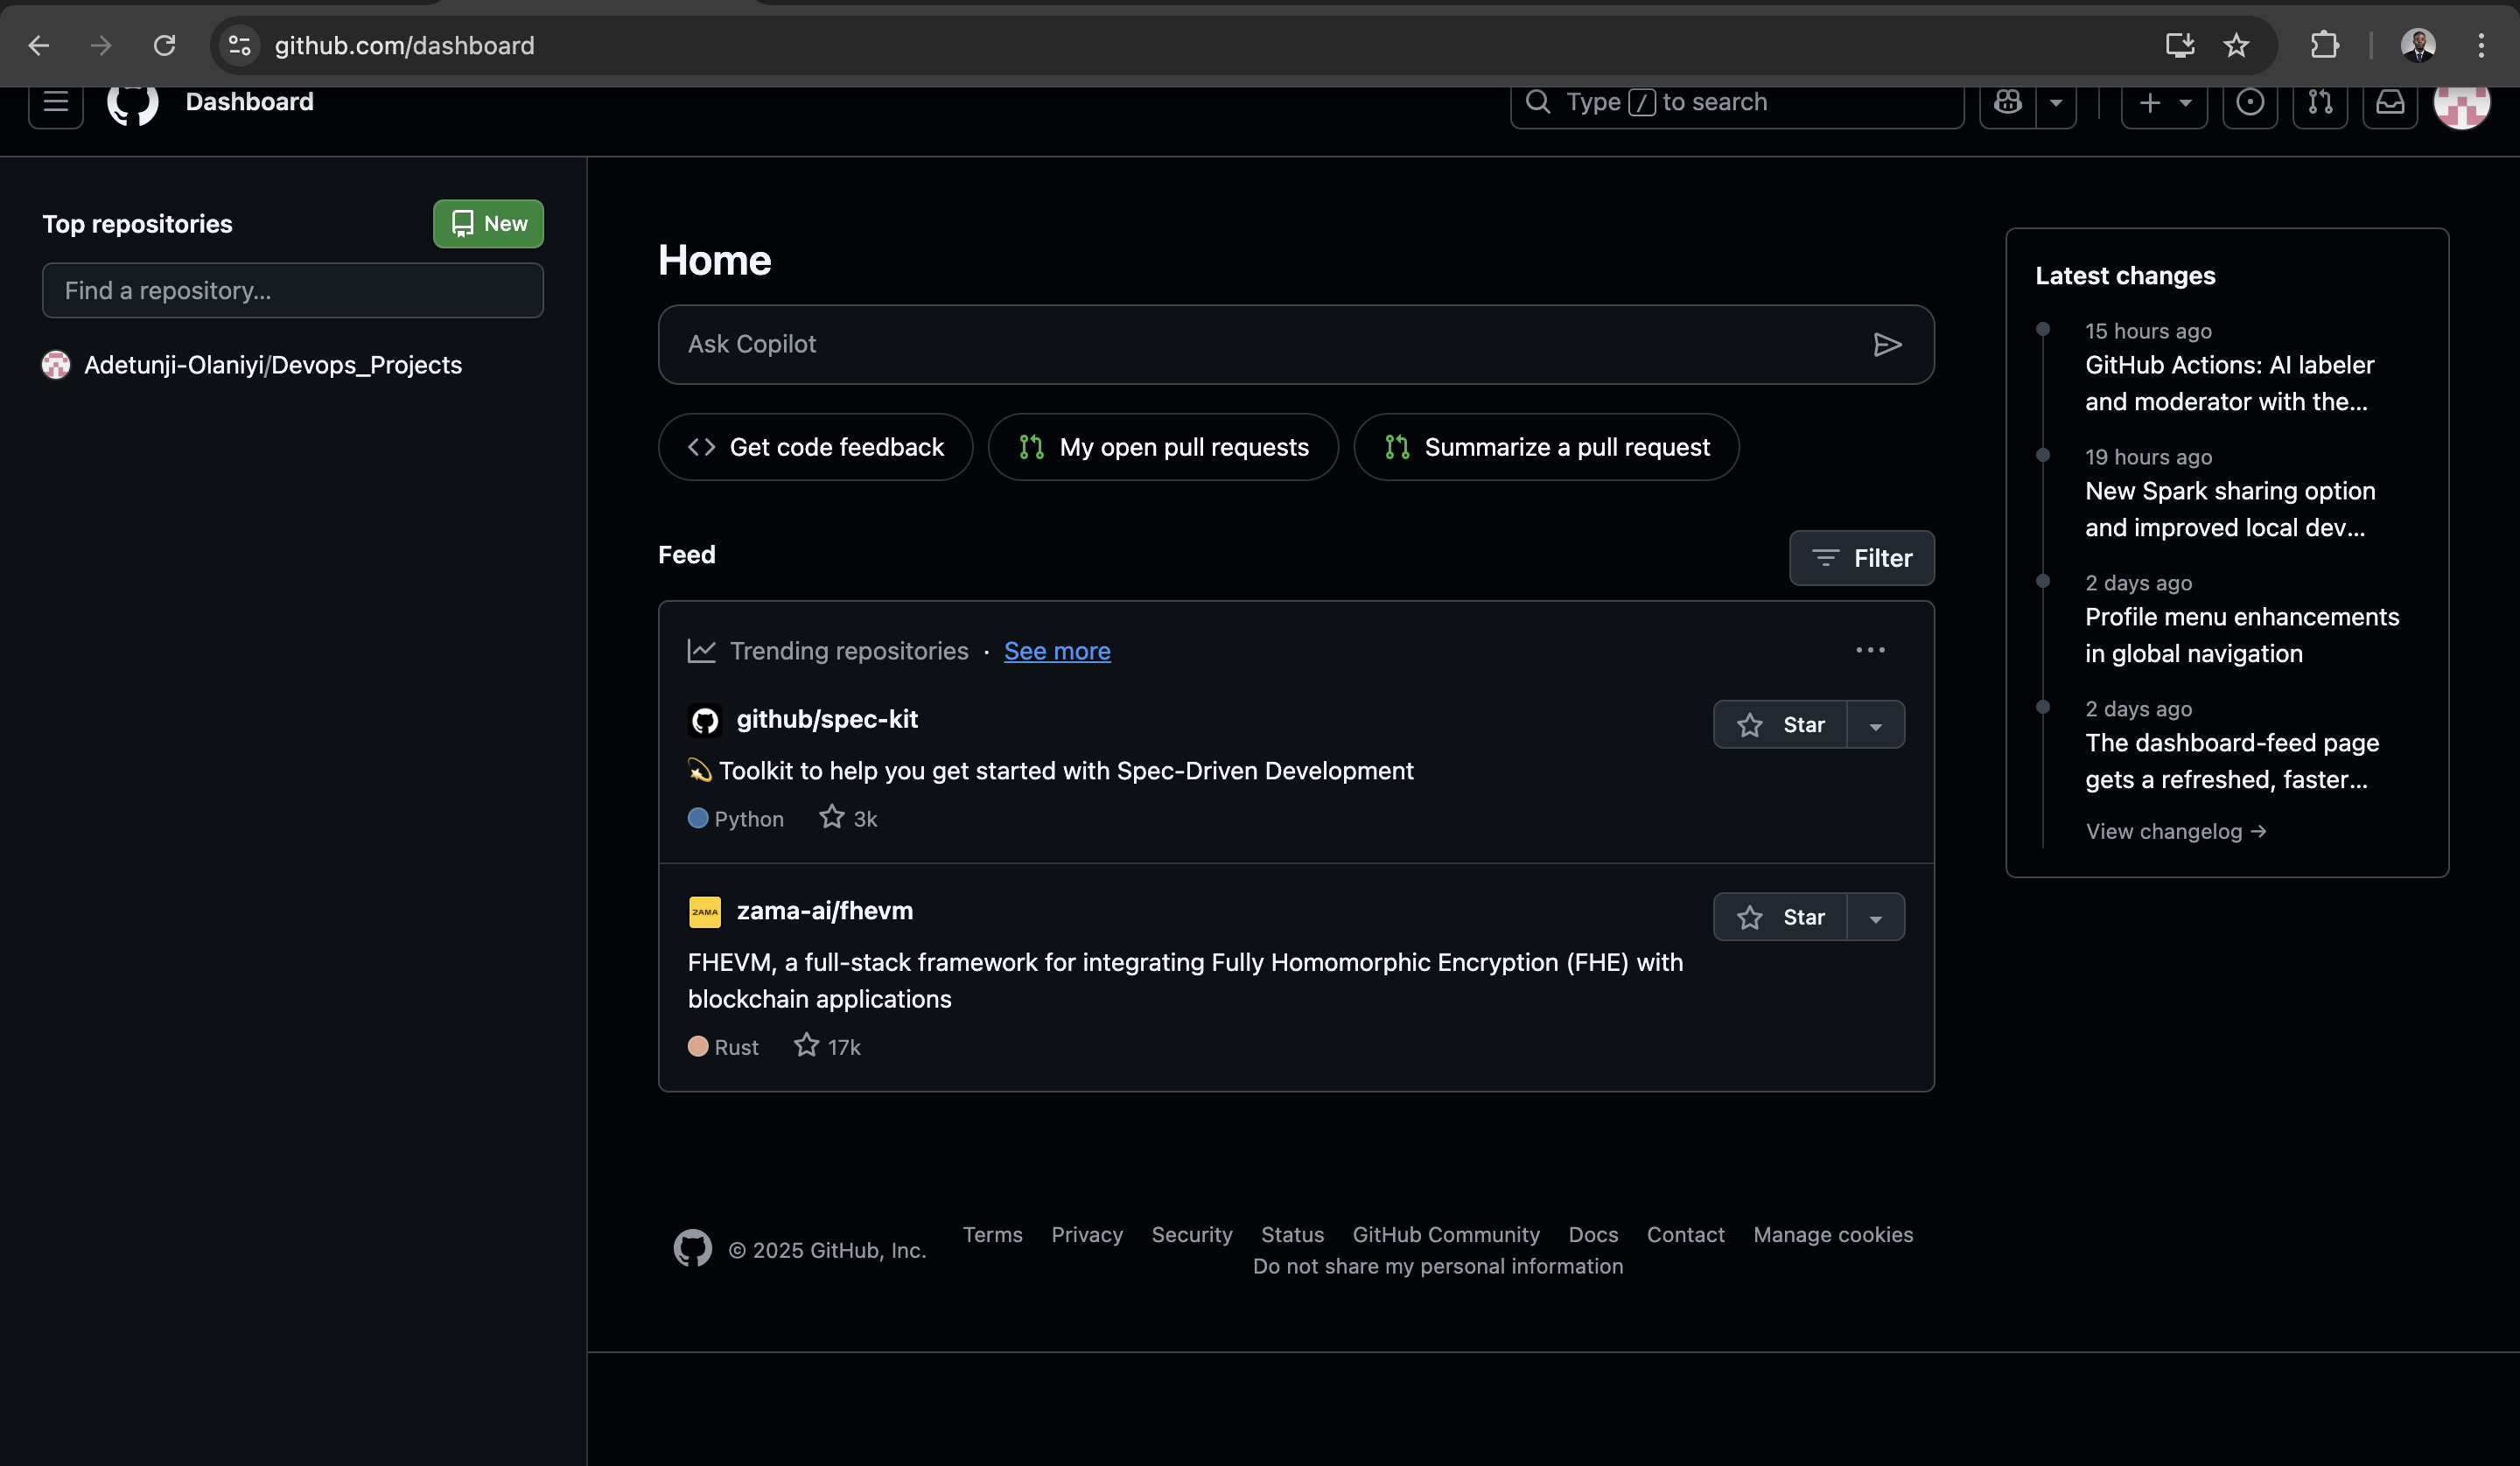 github.com/dashboard
Dashboard
Type / to search
Top repositories
New
Find a repository...
Adetunji-Olaniyi/Devops_Projects
Home
Ask Copilot
Get code feedback
My open pull requests
Summarize a pull request
Feed
Filter
Trending repositories · See more
github/spec-kit
Star
💫 Toolkit to help you get started with Spec-Driven Development
Python
3k
ZAMA
zama-ai/fhevm
Star
FHEVM, a full-stack framework for integrating Fully Homomorphic Encryption (FHE) with
blockchain applications
Rust
17k
Latest changes
15 hours ago
GitHub Actions: AI labeler
and moderator with the...
19 hours ago
New Spark sharing option
and improved local dev...
2 days ago
Profile menu enhancements
in global navigation
2 days ago
The dashboard-feed page
gets a refreshed, faster...
View changelog →
© 2025 GitHub, Inc.
Terms Privacy Security Status GitHub Community Docs Contact Manage cookies
Do not share my personal information